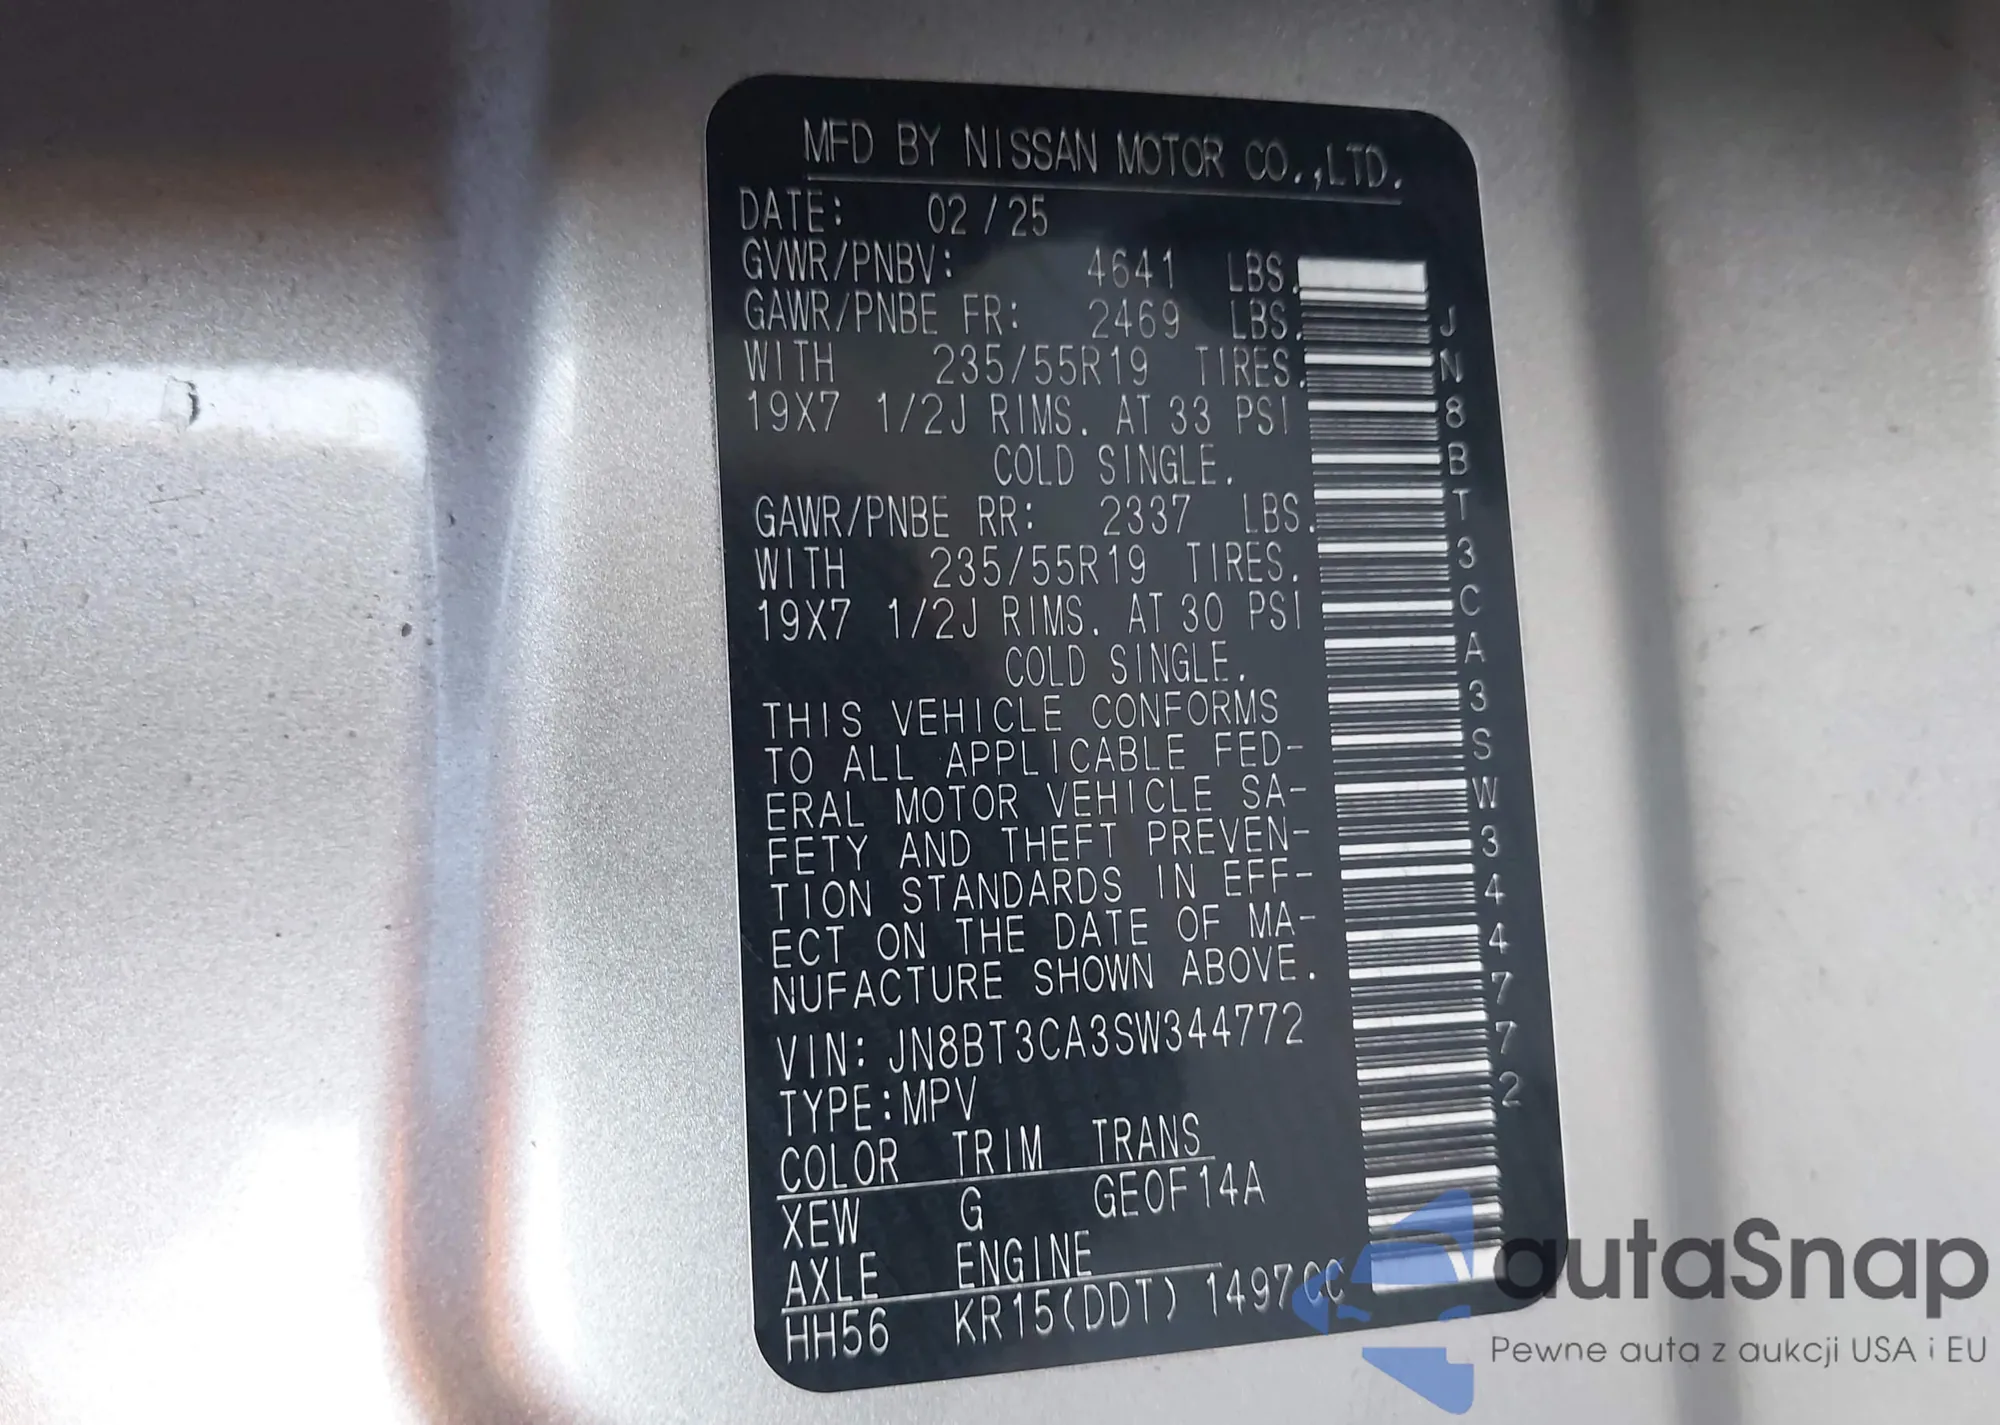 MFD BY NISSAN MOTOR CO.,LTD.
DATE: 02/25
GVWR/PNBV: 4641 LBS.
GAWR/PNBE FR: 2469 LBS.
WITH 235/55R19 TIRES.
19X7 1/2J RIMS. AT 33 PSI
COLD SINGLE.
GAWR/PNBE RR: 2337 LBS.
WITH 235/55R19 TIRES.
19X7 1/2J RIMS. AT 30 PSI
COLD SINGLE.
THIS VEHICLE CONFORMS
TO ALL APPLICABLE FED-
ERAL MOTOR VEHICLE SA-
FETY AND THEFT PREVEN-
TION STANDARDS IN EFF-
ECT ON THE DATE OF MA-
NUFACTURE SHOWN ABOVE.
VIN: JN8BT3CA3SW344772
TYPE:MPV
COLOR TRIM TRANS
XEW G GE0F14A
AXLE ENGINE
HH56 KR15(DDT) 1497CC
JN8BT3CA3SW344772
autaSnap
Pewne auta z aukcji USA i EU